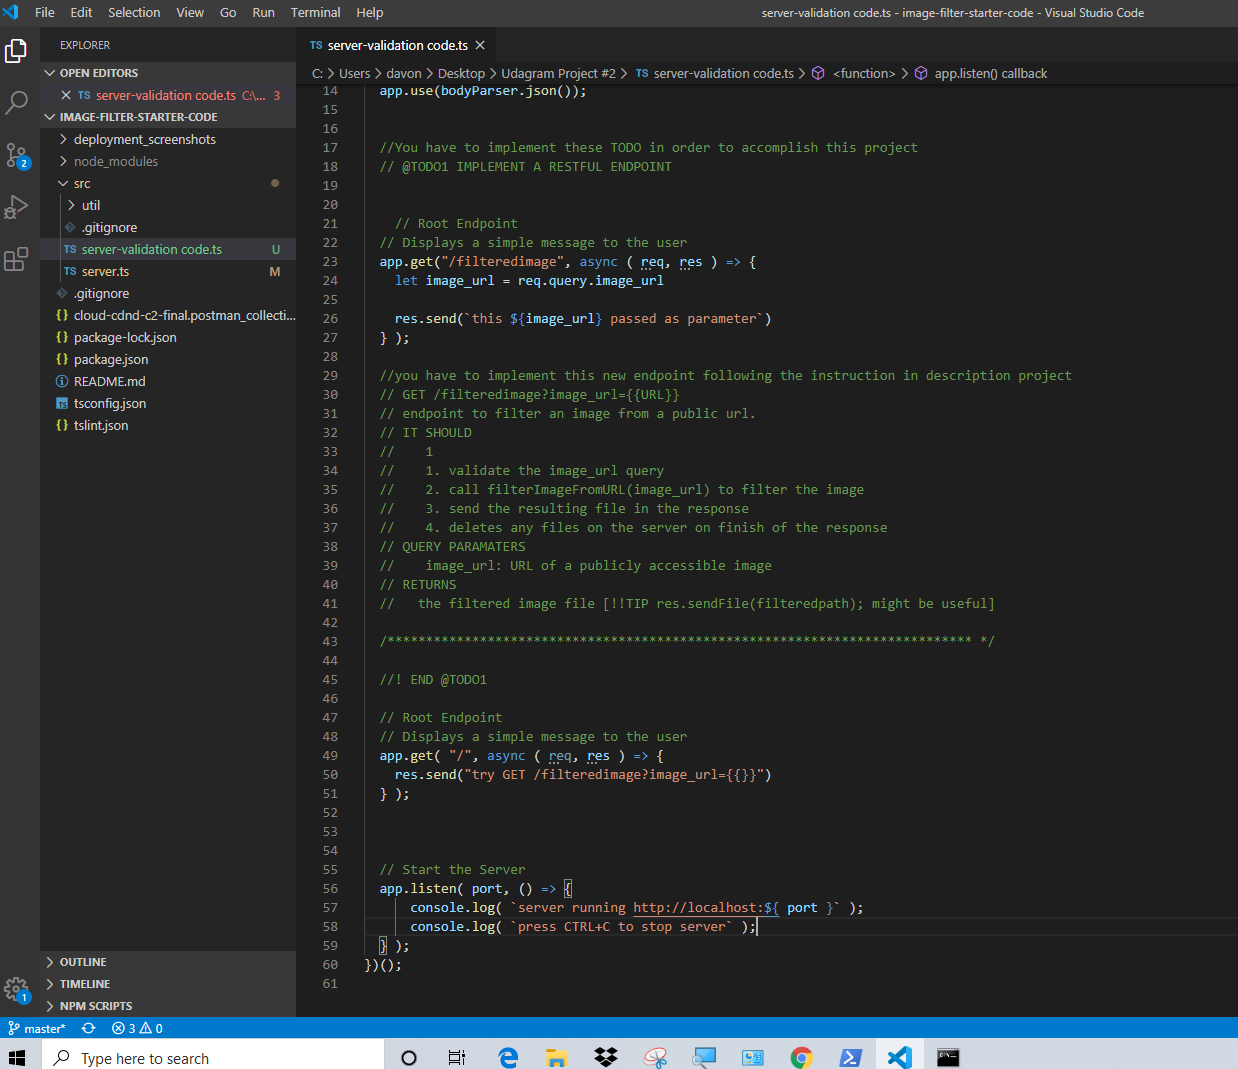 File Edit Selection View Go Run Terminal Help
server-validation code.ts - image-filter-starter-code - Visual Studio Code
EXPLORER
OPEN EDITORS
TS server-validation code.ts C:\... 3
IMAGE-FILTER-STARTER-CODE
deployment_screenshots
node_modules
src
util
.gitignore
TS server-validation code.ts U
TS server.ts M
.gitignore
{} cloud-cdnd-c2-final.postman_collecti...
{} package-lock.json
{} package.json
README.md
TS tsconfig.json
{} tslint.json
OUTLINE
TIMELINE
NPM SCRIPTS
2
1
TS server-validation code.ts
C: > Users > davon > Desktop > Udagram Project #2 > TS server-validation code.ts > <function> > app.listen() callback
14 app.use(bodyParser.json());
15
16
17 //You have to implement these TODO in order to accomplish this project
18 // @TODO1 IMPLEMENT A RESTFUL ENDPOINT
19
20
21 // Root Endpoint
22 // Displays a simple message to the user
23 app.get("/filteredimage", async ( req, res ) => {
24 let image_url = req.query.image_url
25
26 res.send(`this ${image_url} passed as parameter`)
27 } );
28
29 //you have to implement this new endpoint following the instruction in description project
30 // GET /filteredimage?image_url={{URL}}
31 // endpoint to filter an image from a public url.
32 // IT SHOULD
33 // 1
34 // 1. validate the image_url query
35 // 2. call filterImageFromURL(image_url) to filter the image
36 // 3. send the resulting file in the response
37 // 4. deletes any files on the server on finish of the response
38 // QUERY PARAMATERS
39 // image_url: URL of a publicly accessible image
40 // RETURNS
41 // the filtered image file [!!TIP res.sendFile(filteredpath); might be useful]
42
43 /**************************************************************************** */
44
45 //! END @TODO1
46
47 // Root Endpoint
48 // Displays a simple message to the user
49 app.get( "/", async ( req, res ) => {
50 res.send("try GET /filteredimage?image_url={{}}")
51 } );
52
53
54
55 // Start the Server
56 app.listen( port, () => {
57 console.log( `server running http://localhost:${ port }` );
58 console.log( `press CTRL+C to stop server` );
59 } );
60 })();
61
master* 3 0
Type here to search